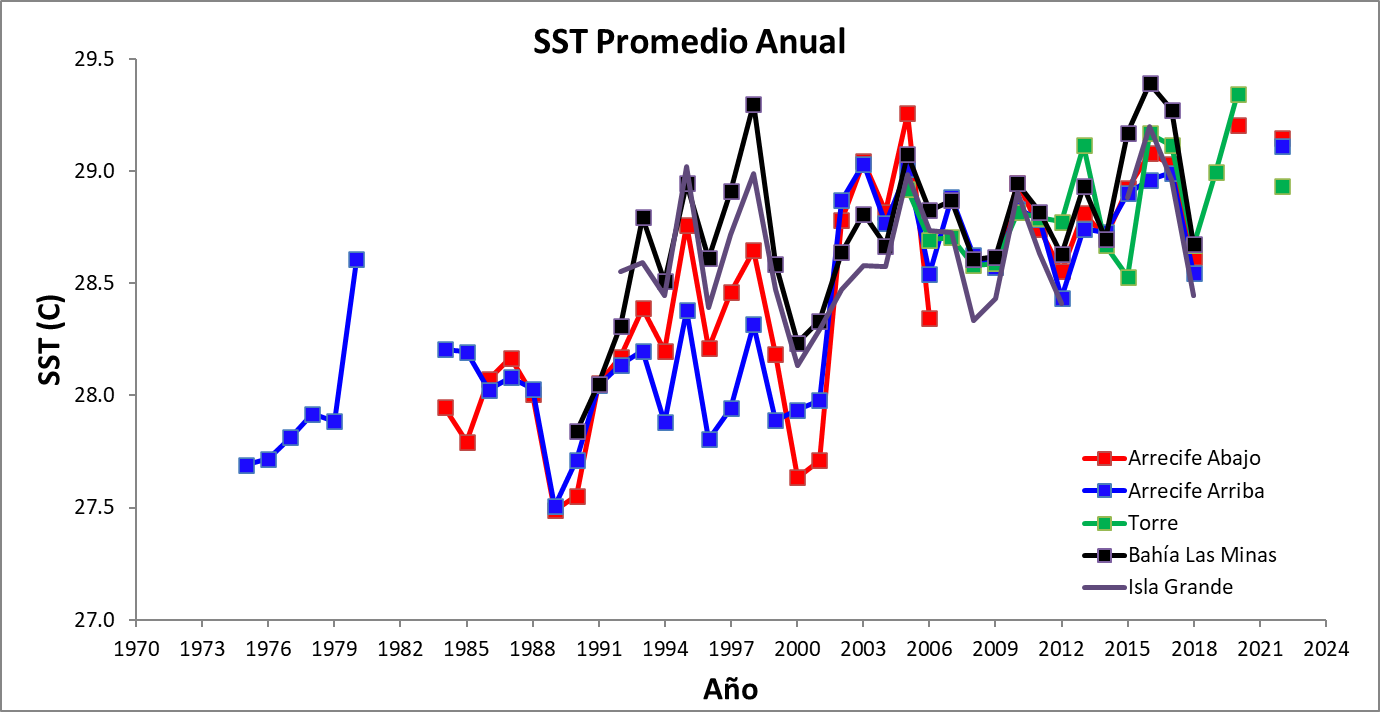 SST Promedio Anual
29.5
29.0
28.5
28.0
27.5
27.0
SST (C)
1970 1973 1976 1979 1982 1985 1988 1991 1994 1997 2000 2003 2006 2009 2012 2015 2018 2021 2024
Año
Arrecife Abajo
Arrecife Arriba
Torre
Bahía Las Minas
Isla Grande